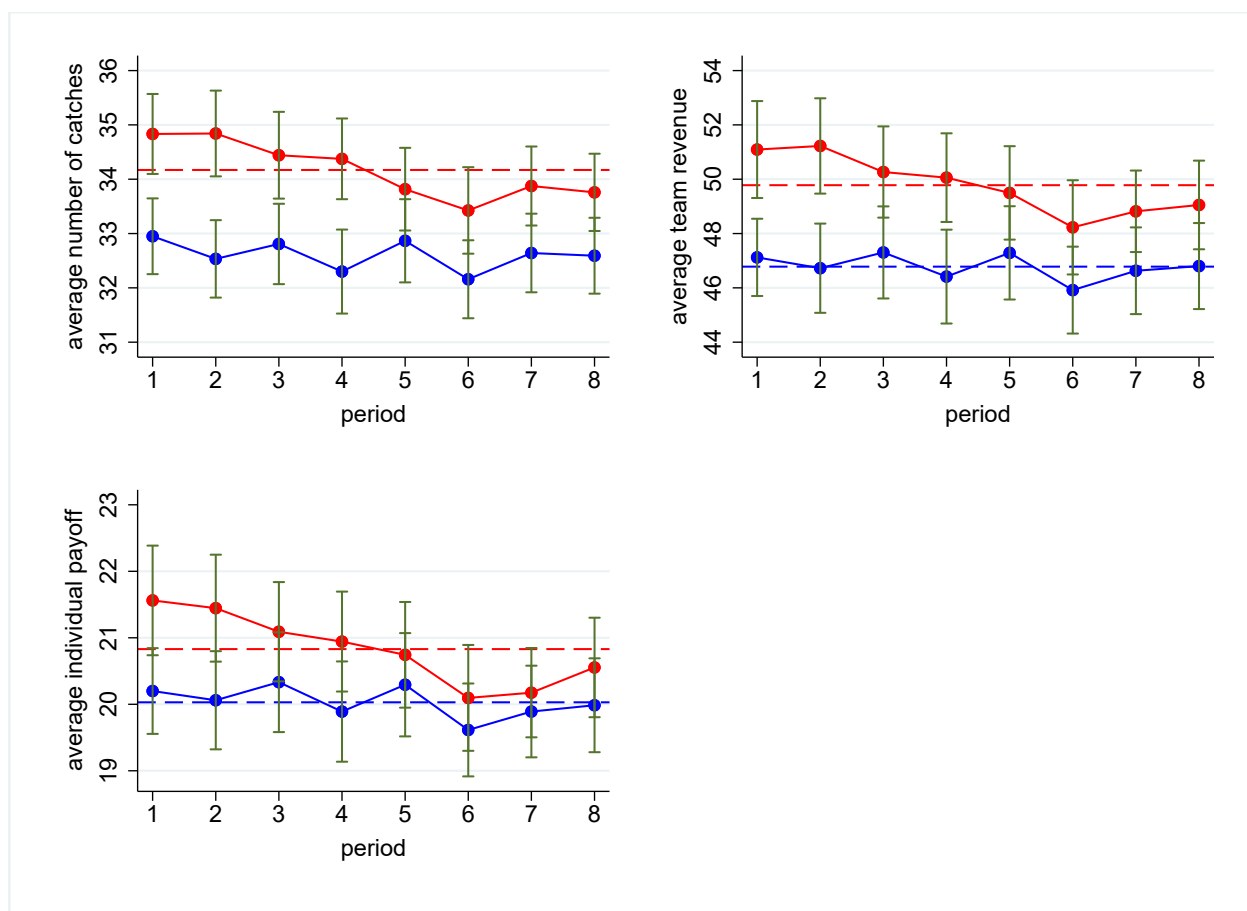 average number of catches
36
35
34
33
32
31
1 2 3 4 5 6 7 8
period
average team revenue
54
52
50
48
46
44
1 2 3 4 5 6 7 8
period
average individual payoff
23
22
21
20
19
1 2 3 4 5 6 7 8
period